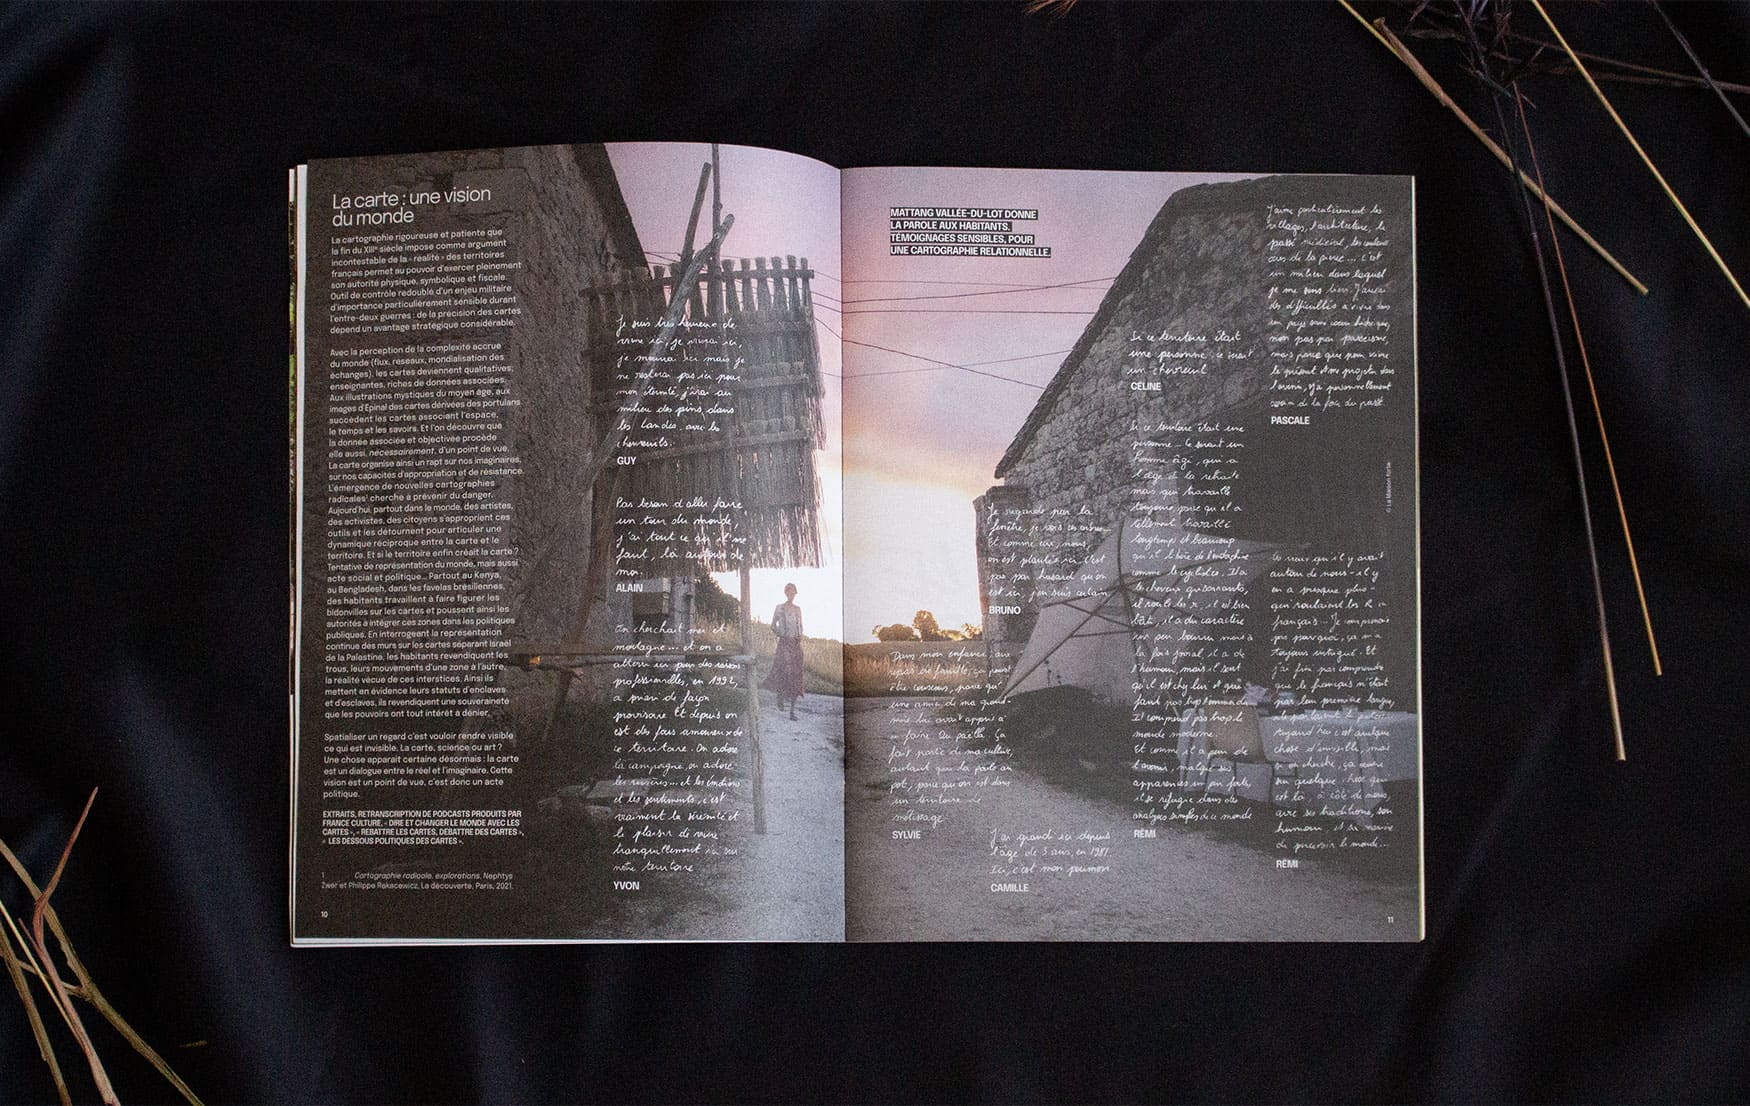 La carte : une vision
du monde
La cartographie rigoureuse et patiente que
la fin du XIIIᵉ siècle impose comme argument
incontestable de la « réalité » des territoires
français permet au pouvoir d'exercer pleinement
son autorité physique, symbolique et fiscale.
Outil de contrôle redoublé d'un enjeu militaire
d'importance particulièrement sensible durant
l'entre-deux guerres : de la précision des cartes
depend un avantage stratégique considérable.
Avec la perception de la complexité accrue
du monde (flux, réseaux, mondialisation des
échanges), les cartes deviennent qualitatives,
enseignantes, riches de données associées.
Aux illustrations mystiques du moyen âge, aux
images d'Épinal des cartes dérivées des portulans
succèdent les cartes associant l'espace,
le temps et les savoirs. Et l'on découvre que
la donnée associée et objectivée procède
elle aussi, nécessairement, d'un point de vue.
La carte organise ainsi un rapt sur nos imaginaires,
sur nos capacités d'appropriation et de résistance.
L'émergence de nouvelles cartographies
radicales¹ cherche à prévenir du danger.
Aujourd'hui, partout dans le monde, des artistes,
des activistes, des citoyens s'approprient ces
outils et les détournent pour articuler une
dynamique réciproque entre la carte et le
territoire. Et si le territoire enfin créait la carte ?
Tentative de représentation du monde, mais aussi
acte social et politique... Partout au Kenya,
au Bengladesh, dans les favelas brésiliennes,
des habitants travaillent à faire figurer les
bidonvilles sur les cartes et poussent ainsi les
autorités à intégrer ces zones dans les politiques
publiques. En interrogeant la représentation
continue des murs sur les cartes séparant Israël
de la Palestine, les habitants revendiquent les
trous, leurs mouvements d'une zone à l'autre,
la réalité vécue de ces interstices. Ainsi ils
mettent en évidence leurs statuts d'enclaves
et d'esclaves, ils revendiquent une souveraineté
que les pouvoirs ont tout intérêt à dénier.
Spatialiser un regard c'est vouloir rendre visible
ce qui est invisible. La carte, science ou art ?
Une chose apparait certaine désormais : la carte
est un dialogue entre le réel et l'imaginaire. Cette
vision est un point de vue, c'est donc un acte
politique.
EXTRAITS, RETRANSCRIPTION DE PODCASTS PRODUITS PAR
FRANCE CULTURE, « DIRE ET CHANGER LE MONDE AVEC LES
CARTES », « REBATTRE LES CARTES, DÉBATTRE DES CARTES »,
« LES DESSOUS POLITIQUES DES CARTES ».
1 Cartographie radicale, explorations, Nephtys
Zwer et Philippe Rekacewicz, La découverte, Paris, 2021.
10
Je suis très heureux de
vivre ici, je vivrai ici,
je mourrai ici mais je
ne resterai pas ici pour
mon éternité, j'irai au
milieu des pins, dans
les Landes, avec les
chevreuils.
GUY
Pas besoin d'aller faire
un tour du monde,
j'ai tout ce qu'il me
faut, là autour de
moi.
ALAIN
On cherchait mer et
montagne... et on a
atterri ici pour des raisons
professionnelles, en 1992,
a priori de façon
provisoire. Et depuis on
est des fous amoureux de
ce territoire. On adore
la campagne, on adore
les rivières... et les
et les sentiments, c'est
vraiment la sérénité et
le plaisir de vivre
tranquillement ici sur
notre territoire
YVON
MATTANG VALLÉE-DU-LOT DONNE
LA PAROLE AUX HABITANTS.
TÉMOIGNAGES SENSIBLES, POUR
UNE CARTOGRAPHIE RELATIONNELLE.
Dans mon enfance, aux
repas de famille, ça peut
être couscous, parce qu'
une amie de ma grand-
mère lui avait appris à
en faire. Ou paëlla. Ça
fait partie de ma culture,
autant que la poule au
pot, parce qu'on est dans
un territoire de
métissage
SYLVIE
Je regarde par la
fenêtre, je vois ces arbres
Et comme eux, nous,
on est plantés ici. C'est
pas par hasard qu'on
est ici, j'en suis certain
BRUNO
J'ai grandi ici depuis
l'âge de 5 ans, en 1981
Ici, c'est mon poumon
CAMILLE
Si ce territoire était
une personne, ce serait
un chevreuil
CÉLINE
Si ce territoire était une
personne... ce serait un
homme âgé, qui a
l'âge de la retraite
mais qui travaille
toujours parce qu'il a
tellement travaillé
longtemps et beaucoup
qu'il
comme le cycliste. Il a
les cheveux grisonnants,
il roule les r, il est bien
bâti, il a du caractère
un peu bourru mais à
la fois jovial, il a de
l'humain, mais il sent
qu'il est chez lui et qu'il
faut pas trop l'emmerder
Il comprend pas trop le
monde moderne.
Et comme il a peur de
l'avenir, malgré ses
apparences un peu fortes,
il se réfugie dans des
analyses simples de ce monde
RÉMI
J'aime particulièrement les
villages, l'architecture, le
passé médiéval, les couleurs
de la pierre... c'est
un milieu dans lequel
je me sens bien. J'aurai
des difficultés à vivre dans
un pays sans coeur historique,
non pas par passéisme,
mais parce que pour vivre
le présent et me projeter dans
l'avenir, j'ai personnellement
besoin de la foi du passé.
PASCALE
© La Maison forte
qu'il y avait
autour de nous - il y
en a presque plus -
qui roulaient les R en
français... Je comprenais
pas pourquoi, ça m'a
toujours intrigué. Et
j'ai fini par comprendre
que le français n'était
pas leur première langue,
ils parlaient le patois.
Aujourd'hui c'est quelque
chose d'invisible, mais
si on cherche, ça
en quelque chose qui
est là, à côté de nous,
avec ses traditions, son
humour et sa manière
de percevoir le monde...
RÉMI
11